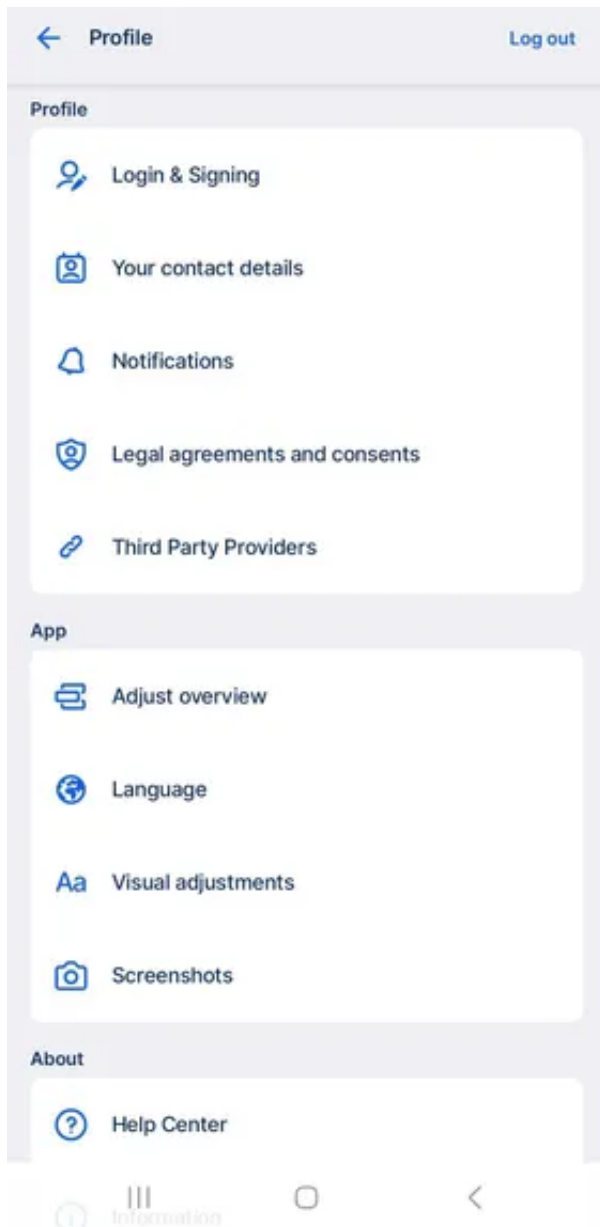 Profile
Log out
Profile
Login & Signing
Your contact details
Notifications
Legal agreements and consents
Third Party Providers
App
Adjust overview
Language
Aa Visual adjustments
Screenshots
About
Help Center
Information